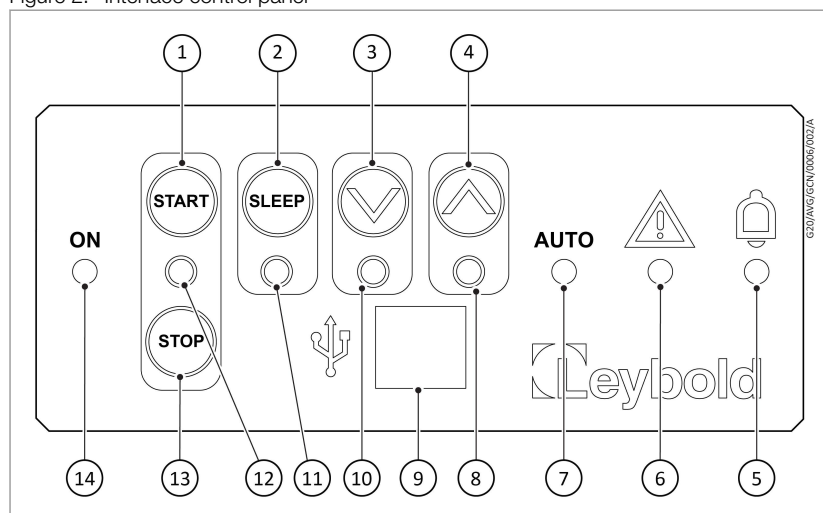 Figure 2: Interface control panel
1 2 3 4
START SLEEP
ON AUTO
STOP
Leybold
14 13 12 11 10 9 8 7 6 5
G20/AVG/GCN/0006/002/A